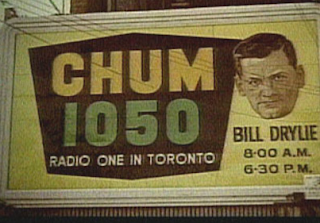 CHUM
1050
RADIO ONE IN TORONTO
BILL DRYLIE
8-00 A.M.
6-30 P.M.